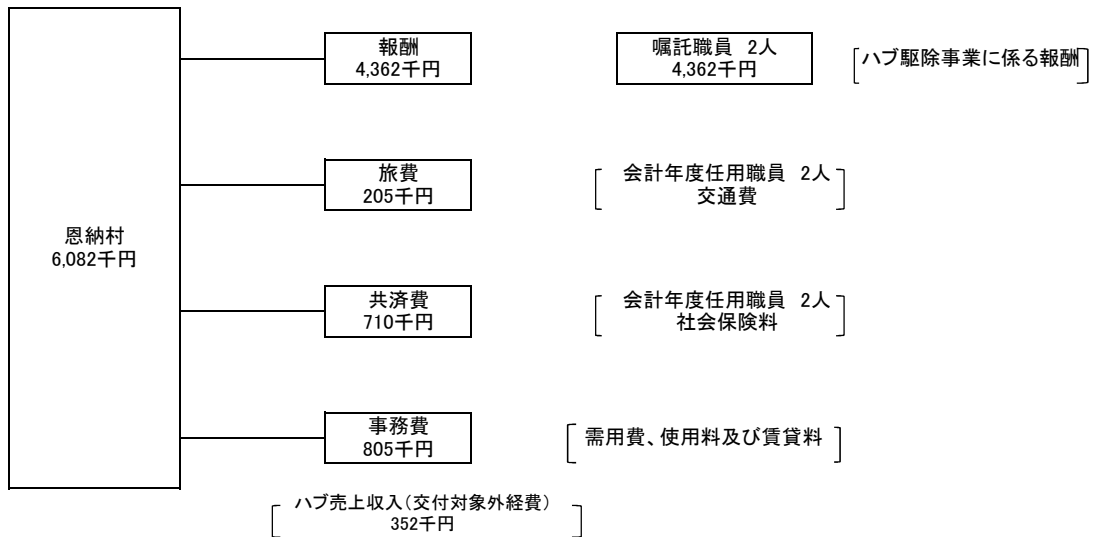 報酬
4,362千円
嘱託職員 2人
4,362千円
ハブ駆除事業に係る報酬
旅費
205千円
会計年度任用職員 2人
交通費
恩納村
6,082千円
共済費
710千円
会計年度任用職員 2人
社会保険料
事務費
805千円
需用費、使用料及び賃貸料
ハブ売上収入(交付対象外経費)
352千円